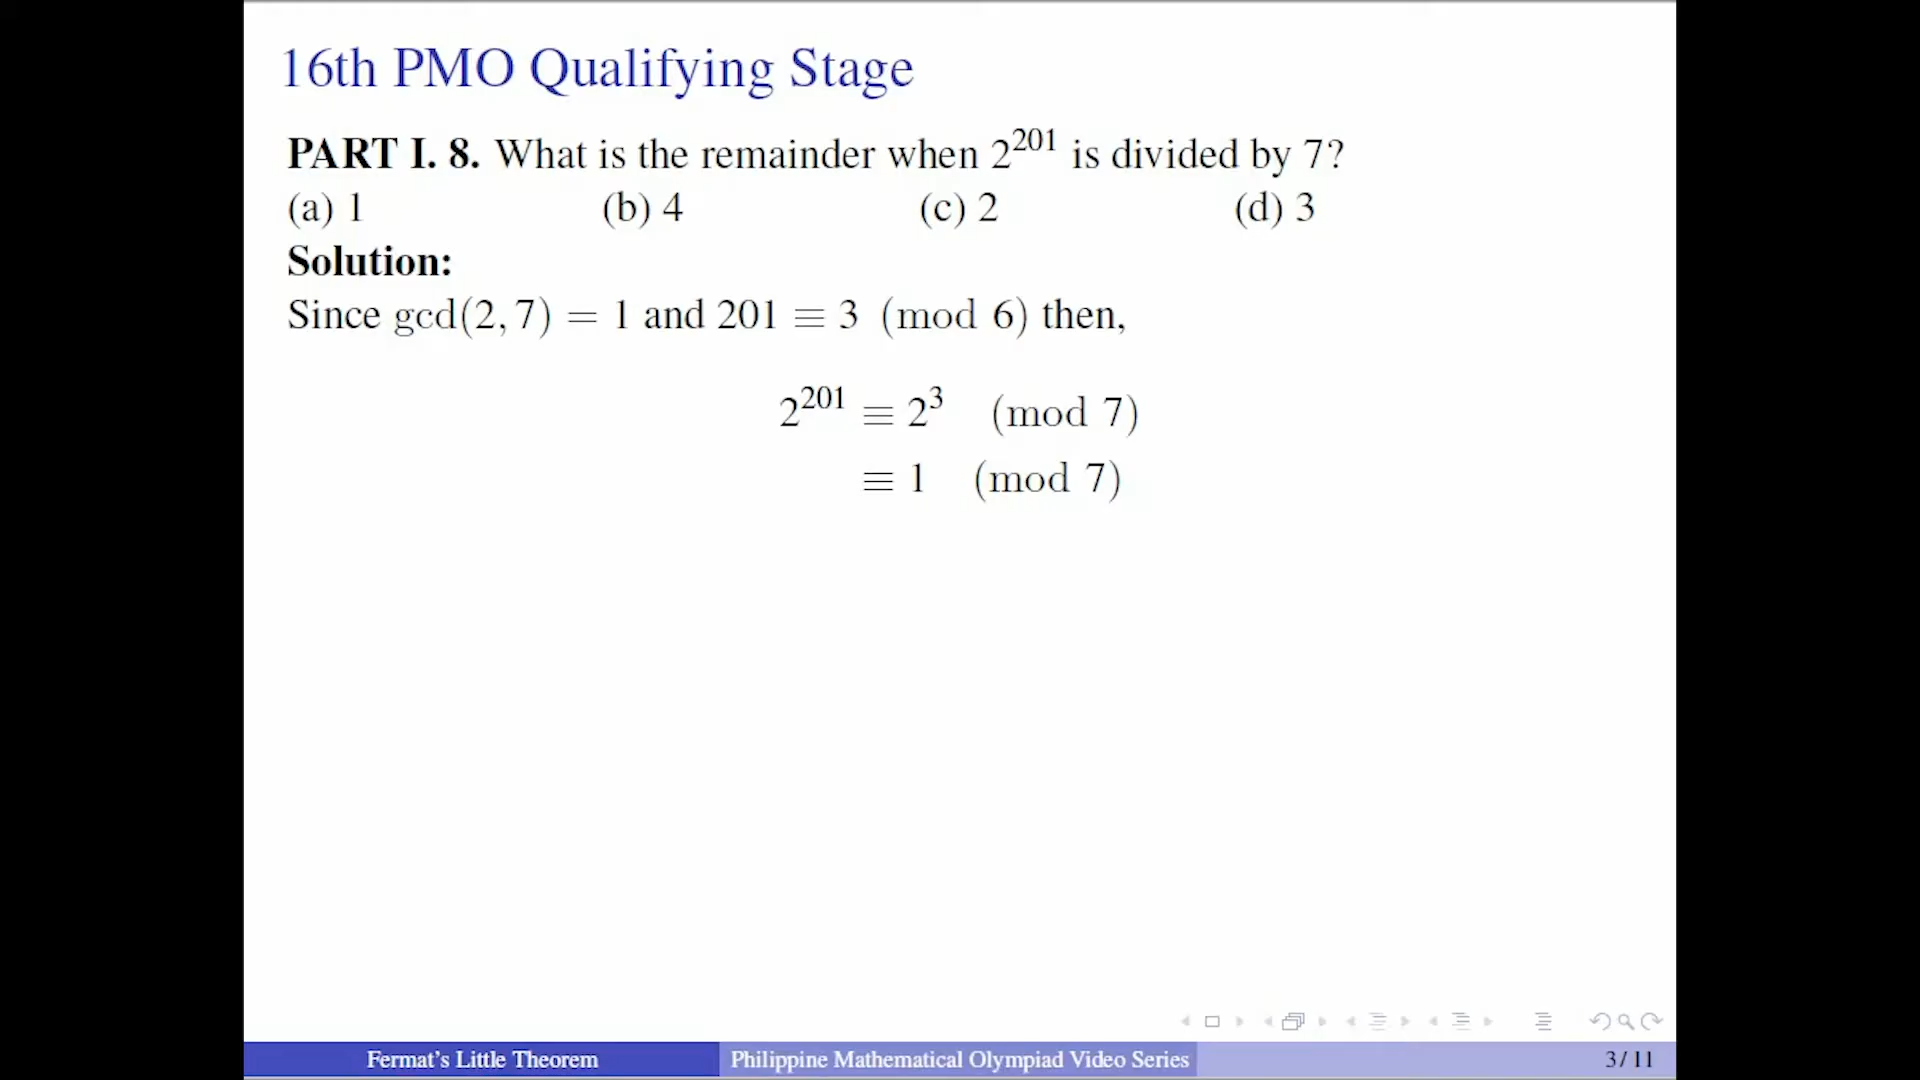 16th PMO Qualifying Stage
PART I. 8. What is the remainder when 2^201 is divided by 7?
(a) 1 (b) 4 (c) 2 (d) 3
Solution:
Since gcd(2, 7) = 1 and 201 ≡ 3 (mod 6) then,
2^201 ≡ 2^3 (mod 7)
≡ 1 (mod 7)
Fermat's Little Theorem Philippine Mathematical Olympiad Video Series 3 / 11